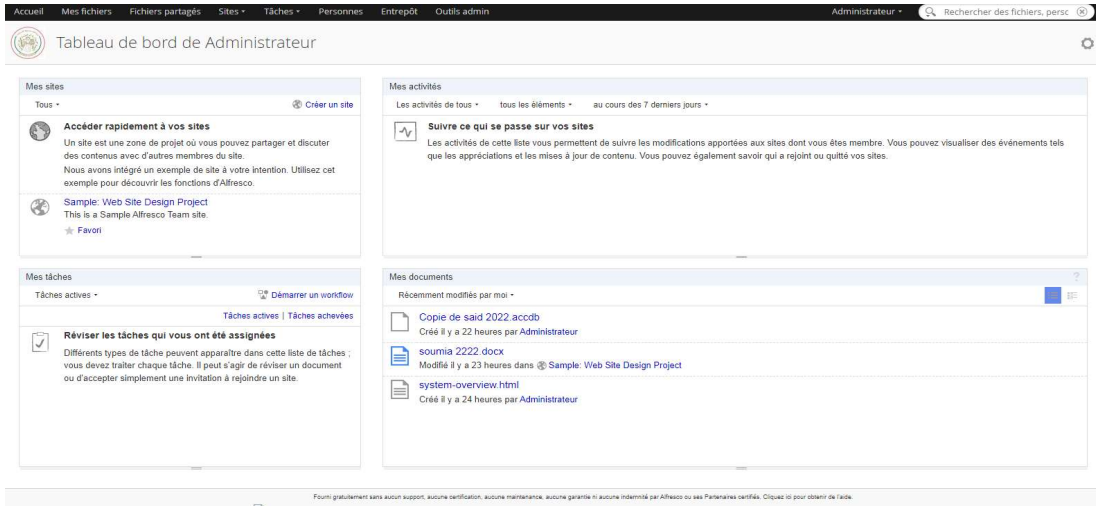 Accueil Mes fichiers Fichiers partagés Sites Tâches Personnes Entrepôt Outils admin Administrateur Rechercher des fichiers, persc
Tableau de bord de Administrateur
Mes sites
Tous Créer un site
Accéder rapidement à vos sites
Un site est une zone de projet où vous pouvez partager et discuter
des contenus avec d'autres membres du site.
Nous avons intégré un exemple de site à votre intention. Utilisez cet
exemple pour découvrir les fonctions d'Alfresco.
Sample: Web Site Design Project
This is a Sample Alfresco Team site.
Favori
Mes activités
Les activités de tous tous les éléments au cours des 7 derniers jours
Suivre ce qui se passe sur vos sites
Les activités de cette liste vous permettent de suivre les modifications apportées aux sites dont vous êtes membre. Vous pouvez visualiser des événements tels
que les appréciations et les mises à jour de contenu. Vous pouvez également savoir qui a rejoint ou quitté vos sites.
Mes tâches
Tâches actives Démarrer un workflow
Tâches actives | Tâches achevées
Réviser les tâches qui vous ont été assignées
Différents types de tâche peuvent apparaître dans cette liste de tâches ;
vous devez traiter chaque tâche. Il peut s'agir de réviser un document
ou d'accepter simplement une invitation à rejoindre un site.
Mes documents ?
Récemment modifiés par moi
Copie de said 2022.accdb
Créé il y a 22 heures par Administrateur
soumia 2222.docx
Modifié il y a 23 heures dans Sample: Web Site Design Project
system-overview.html
Créé il y a 24 heures par Administrateur
Fourni gratuitement sans aucun support, aucune certification, aucune maintenance, aucune garantie ni aucune indemnité par Alfresco ou ses Partenaires certifiés. Cliquez ici pour obtenir de l'aide.